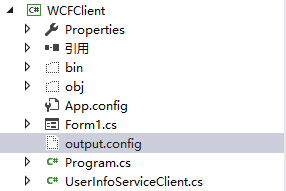 WCFClient
Properties
引用
bin
obj
App.config
Form1.cs
output.config
Program.cs
UserInfoServiceClient.cs